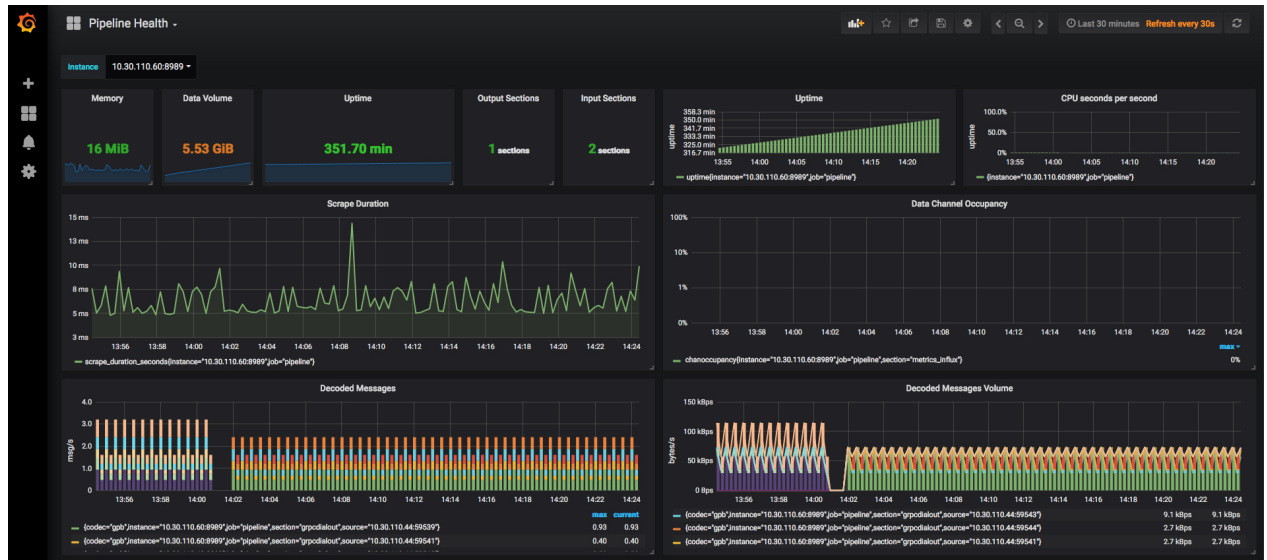 Pipeline Health
Last 30 minutes Refresh every 30s
instance 10.30.110.60:8989
Memory
16 MiB
Data Volume
5.53 GiB
Uptime
351.70 min
Output Sections
1 sections
Input Sections
2 sections
Uptime
uptime
358.3 min
350.0 min
341.7 min
333.3 min
325.0 min
316.7 min
13:55 14:00 14:05 14:10 14:15 14:20
uptime{instance="10.30.110.60:8989",job="pipeline"}
CPU seconds per second
uptime
100.0%
50.0%
0%
13:55 14:00 14:05 14:10 14:15 14:20
{instance="10.30.110.60:8989",job="pipeline"}
Scrape Duration
15 ms
13 ms
10 ms
8 ms
5 ms
3 ms
13:56 13:58 14:00 14:02 14:04 14:06 14:08 14:10 14:12 14:14 14:16 14:18 14:20 14:22 14:24
scrape_duration_seconds{instance="10.30.110.60:8989",job="pipeline"}
Data Channel Occupancy
100%
10%
1%
0%
13:56 13:58 14:00 14:02 14:04 14:06 14:08 14:10 14:12 14:14 14:16 14:18 14:20 14:22 14:24
max
chanoccupancy{instance="10.30.110.60:8989",job="pipeline",section="metrics_influx"} 0%
Decoded Messages
msg/s
4.0
3.0
2.0
1.0
0
13:56 13:58 14:00 14:02 14:04 14:06 14:08 14:10 14:12 14:14 14:16 14:18 14:20 14:22 14:24
max current
{codec="gpb",instance="10.30.110.60:8989",job="pipeline",section="grpcdialout",source="10.30.110.44:59539"} 0.93 0.93
{codec="gpb",instance="10.30.110.60:8989",job="pipeline",section="grpcdialout",source="10.30.110.44:59541"} 0.40 0.40
Decoded Messages Volume
bytes/s
150 kBps
100 kBps
50 kBps
0 Bps
13:56 13:58 14:00 14:02 14:04 14:06 14:08 14:10 14:12 14:14 14:16 14:18 14:20 14:22 14:24
{codec="gpb",instance="10.30.110.60:8989",job="pipeline",section="grpcdialout",source="10.30.110.44:59543"} 9.1 kBps 9.1 kBps
{codec="gpb",instance="10.30.110.60:8989",job="pipeline",section="grpcdialout",source="10.30.110.44:59544"} 2.7 kBps 2.7 kBps
{codec="gpb",instance="10.30.110.60:8989",job="pipeline",section="grpcdialout",source="10.30.110.44:59541"} 2.7 kBps 2.7 kBps